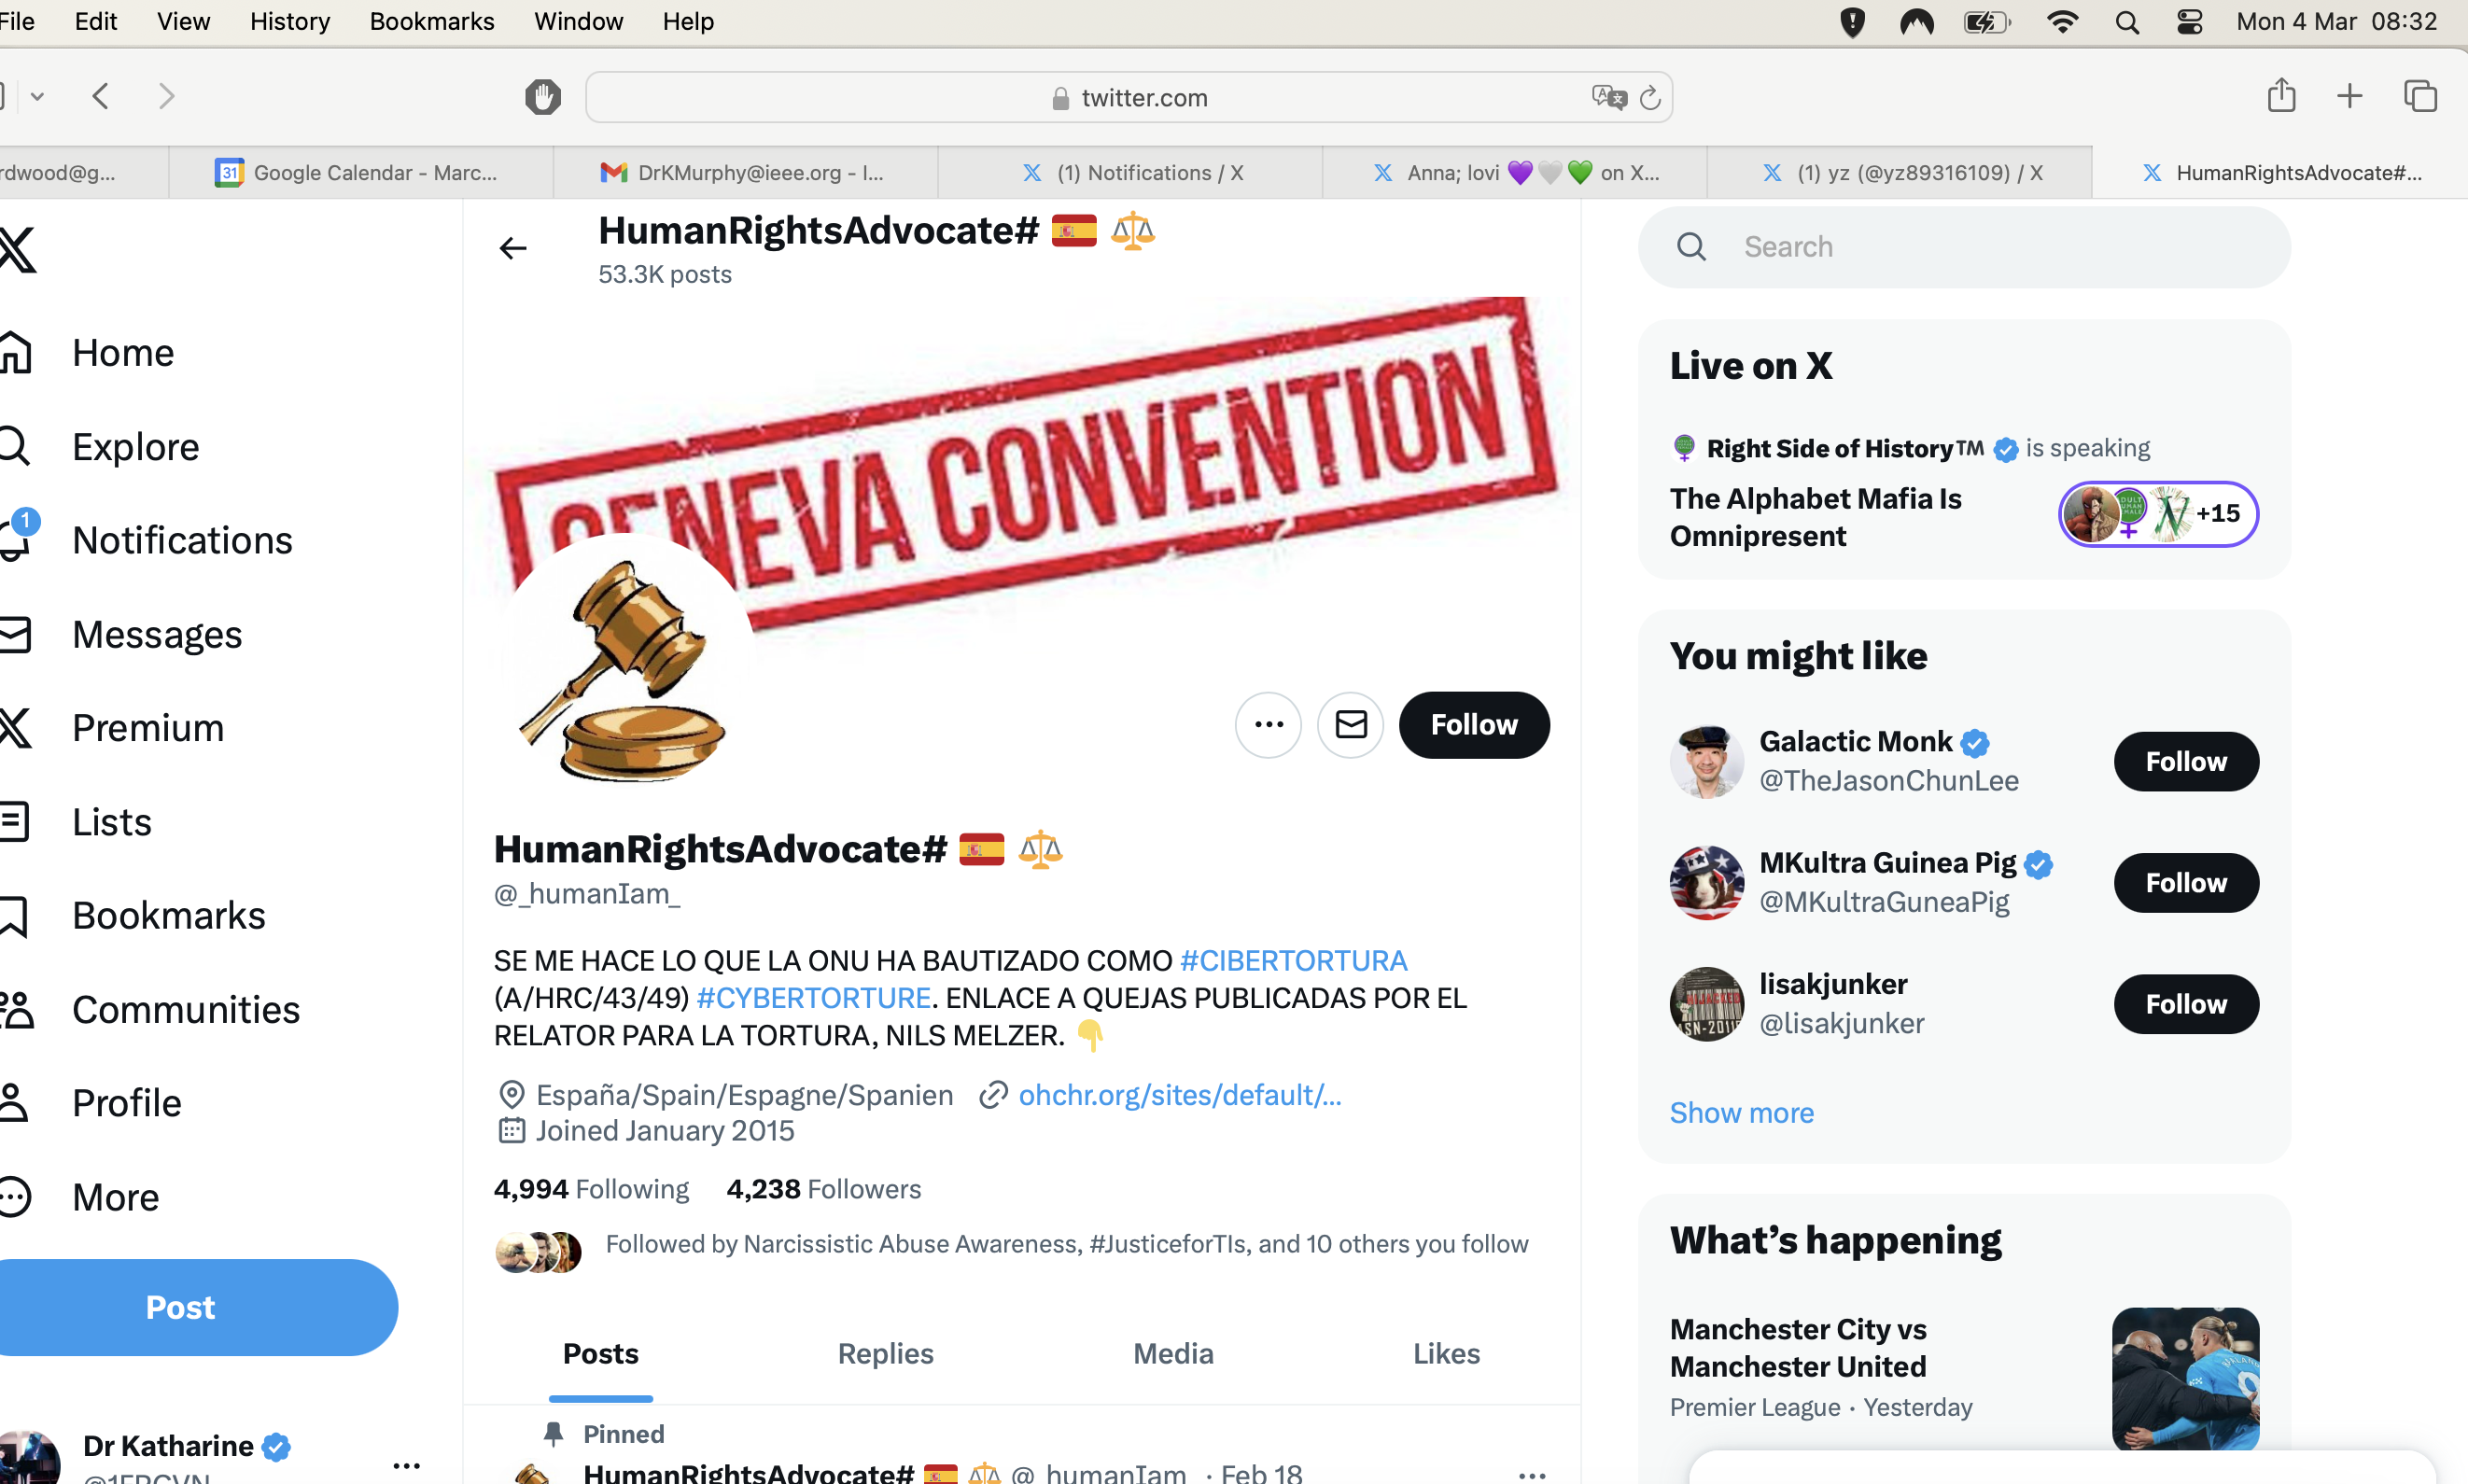 File Edit View History Bookmarks Window Help Mon 4 Mar 08:32
twitter.com
rdwood@g... Google Calendar - Marc... DrKMurphy@ieee.org - I... (1) Notifications / X Anna; lovi 💜🤍💚 on X... (1) yz (@yz89316109) / X HumanRightsAdvocate#...
HumanRightsAdvocate# 🇪🇸 ⚖️
53.3K posts
GENEVA CONVENTION
Home
Explore
1
Notifications
Messages
Premium
Lists
Bookmarks
Communities
Profile
More
Post
Dr Katharine
Follow
HumanRightsAdvocate# 🇪🇸 ⚖️
@_humanIam_
SE ME HACE LO QUE LA ONU HA BAUTIZADO COMO #CIBERTORTURA
(A/HRC/43/49) #CYBERTORTURE. ENLACE A QUEJAS PUBLICADAS POR EL
RELATOR PARA LA TORTURA, NILS MELZER. 👇
España/Spain/Espagne/Spanien ohchr.org/sites/default/...
Joined January 2015
4,994 Following 4,238 Followers
Followed by Narcissistic Abuse Awareness, #JusticeforTIs, and 10 others you follow
Posts Replies Media Likes
Pinned
HumanRightsAdvocate# 🇪🇸 ⚖️ @_humanIam_ · Feb 18
Search
Live on X
Right Side of History™ is speaking
The Alphabet Mafia Is
Omnipresent
+15
You might like
Galactic Monk
@TheJasonChunLee
Follow
MKultra Guinea Pig
@MKultraGuneaPig
Follow
lisakjunker
@lisakjunker
Follow
Show more
What's happening
Manchester City vs
Manchester United
Premier League · Yesterday